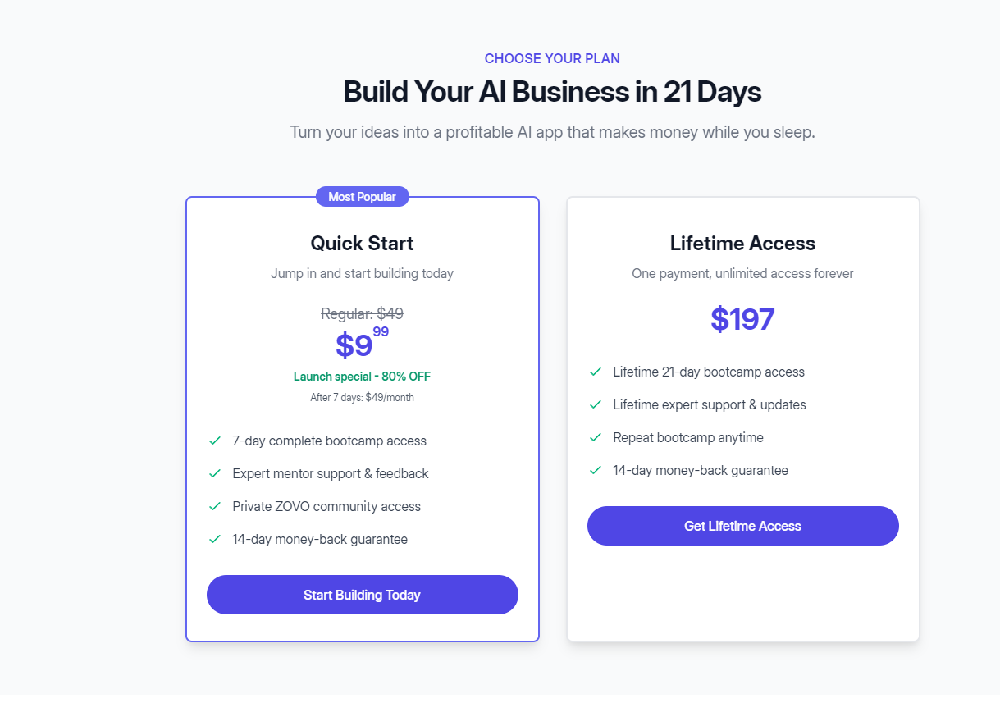 CHOOSE YOUR PLAN
Build Your AI Business in 21 Days
Turn your ideas into a profitable AI app that makes money while you sleep.
Most Popular
Quick Start
Jump in and start building today
Regular: $49
$9.99
Launch special - 80% OFF
After 7 days: $49/month
7-day complete bootcamp access
Expert mentor support & feedback
Private ZOVO community access
14-day money-back guarantee
Start Building Today
Lifetime Access
One payment, unlimited access forever
$197
Lifetime 21-day bootcamp access
Lifetime expert support & updates
Repeat bootcamp anytime
14-day money-back guarantee
Get Lifetime Access